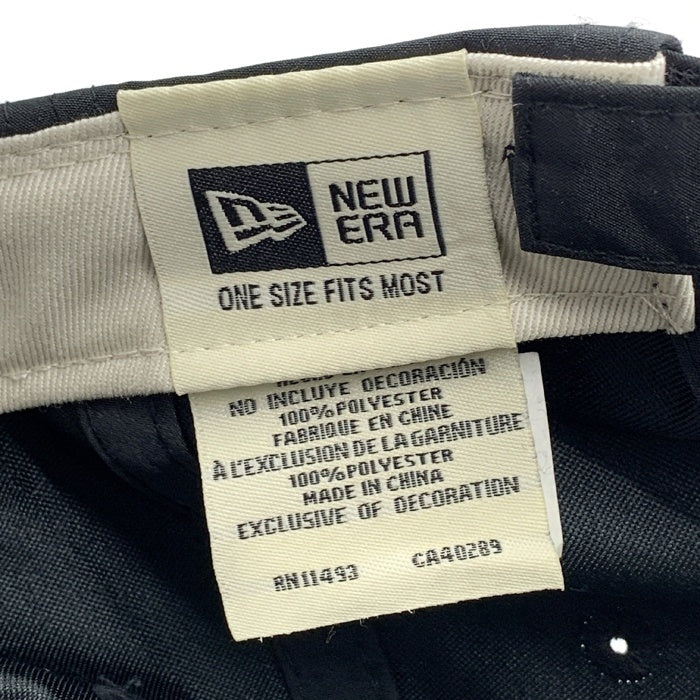 NEW
ERA
ONE SIZE FITS MOST
NO INCLUYE DECORACIÓN
100%POLYESTER
FABRIQUE EN CHINE
À L'EXCLUSION DE LA GARNITURE
100%POLYESTER
MADE IN CHINA
EXCLUSIVE OF DECORATION
RN11493 CA40289